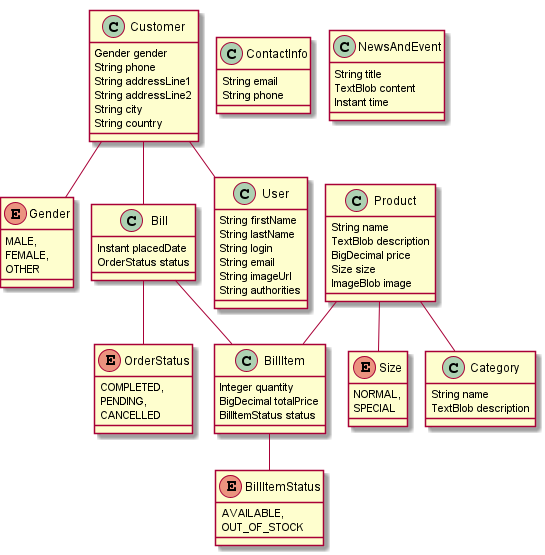 C Customer
Gender gender
String phone
String addressLine1
String addressLine2
String city
String country
C ContactInfo
String email
String phone
C NewsAndEvent
String title
TextBlob content
Instant time
E Gender
MALE,
FEMALE,
OTHER
C Bill
Instant placedDate
OrderStatus status
C User
String firstName
String lastName
String login
String email
String imageUrl
String authorities
C Product
String name
TextBlob description
BigDecimal price
Size size
ImageBlob image
E OrderStatus
COMPLETED,
PENDING,
CANCELLED
C BillItem
Integer quantity
BigDecimal totalPrice
BillItemStatus status
E Size
NORMAL,
SPECIAL
C Category
String name
TextBlob description
E BillItemStatus
AVAILABLE,
OUT_OF_STOCK